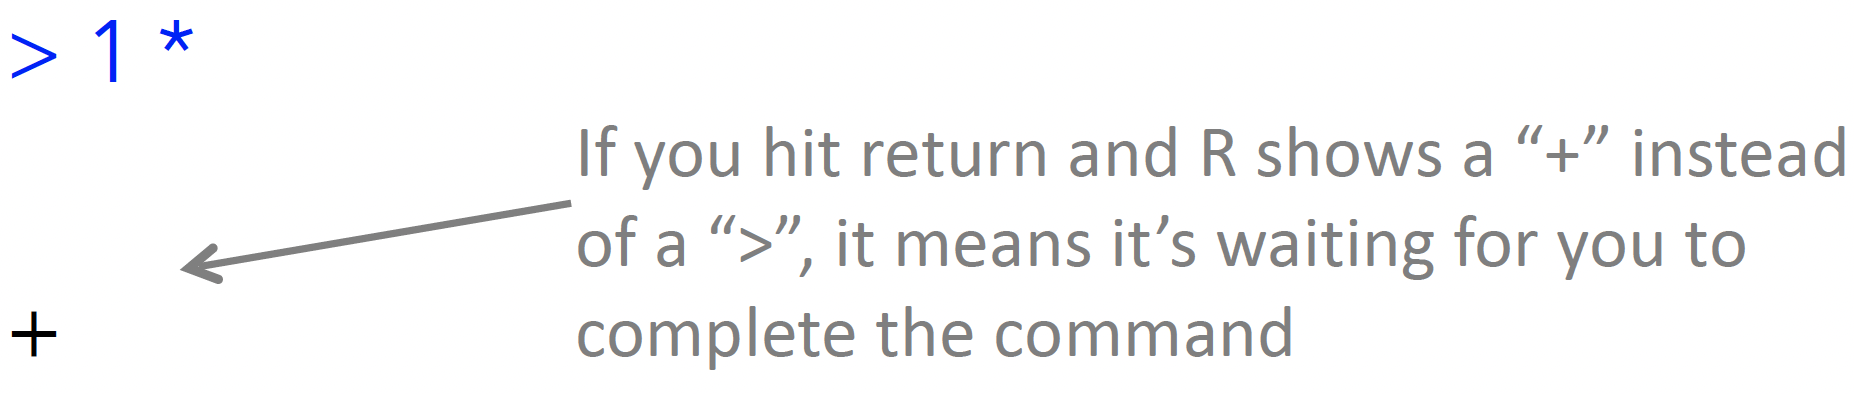 > 1 *
If you hit return and R shows a “+” instead
of a “>”, it means it’s waiting for you to
complete the command
+